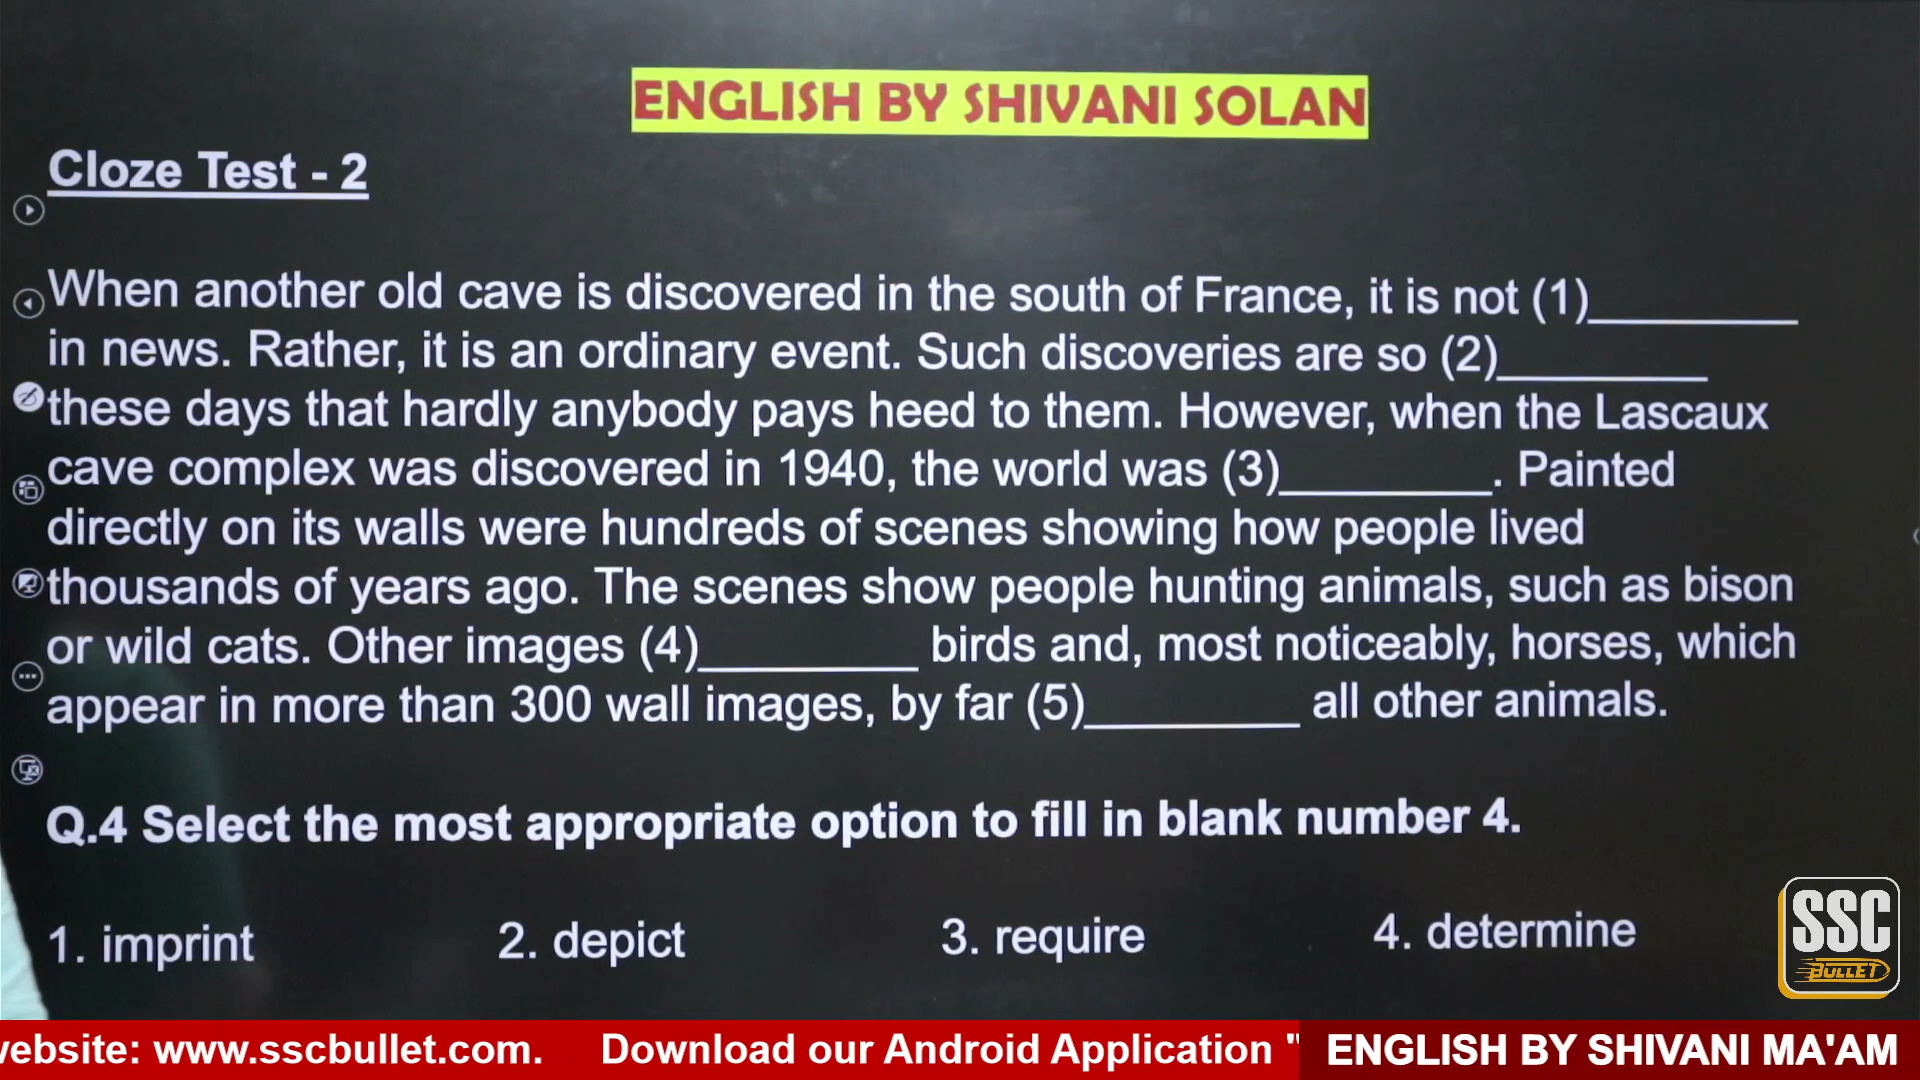 ENGLISH BY SHIVANI SOLAN
Cloze Test - 2
When another old cave is discovered in the south of France, it is not (1)_________
in news. Rather, it is an ordinary event. Such discoveries are so (2)_________
these days that hardly anybody pays heed to them. However, when the Lascaux
cave complex was discovered in 1940, the world was (3)_________. Painted
directly on its walls were hundreds of scenes showing how people lived
thousands of years ago. The scenes show people hunting animals, such as bison
or wild cats. Other images (4)_________ birds and, most noticeably, horses, which
appear in more than 300 wall images, by far (5)_________ all other animals.
Q.4 Select the most appropriate option to fill in blank number 4.
1. imprint 2. depict 3. require 4. determine
SSC
BULLET
website: www.sscbullet.com. Download our Android Application " ENGLISH BY SHIVANI MA'AM